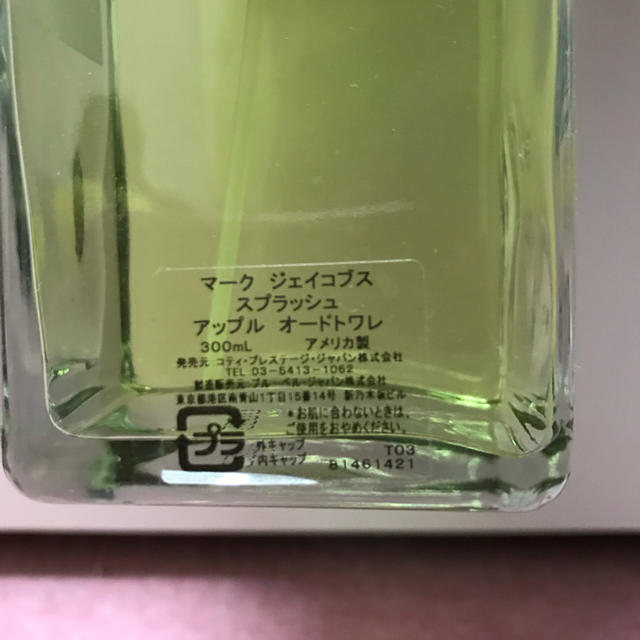 マーク ジェイコブス
スプラッシュ
アップル オードトワレ
300mL アメリカ製
発売元 コティ・プレステージ・ジャパン株式会社
TEL 03-5413-1062
製造販売元 ブルーベル・ジャパン株式会社
東京都港区南青山1丁目15番14号 新乃木坂ビル
*お肌に合わないときは、
ご使用をおやめください。
プラ
外キャップ T03
内キャップ 81461421